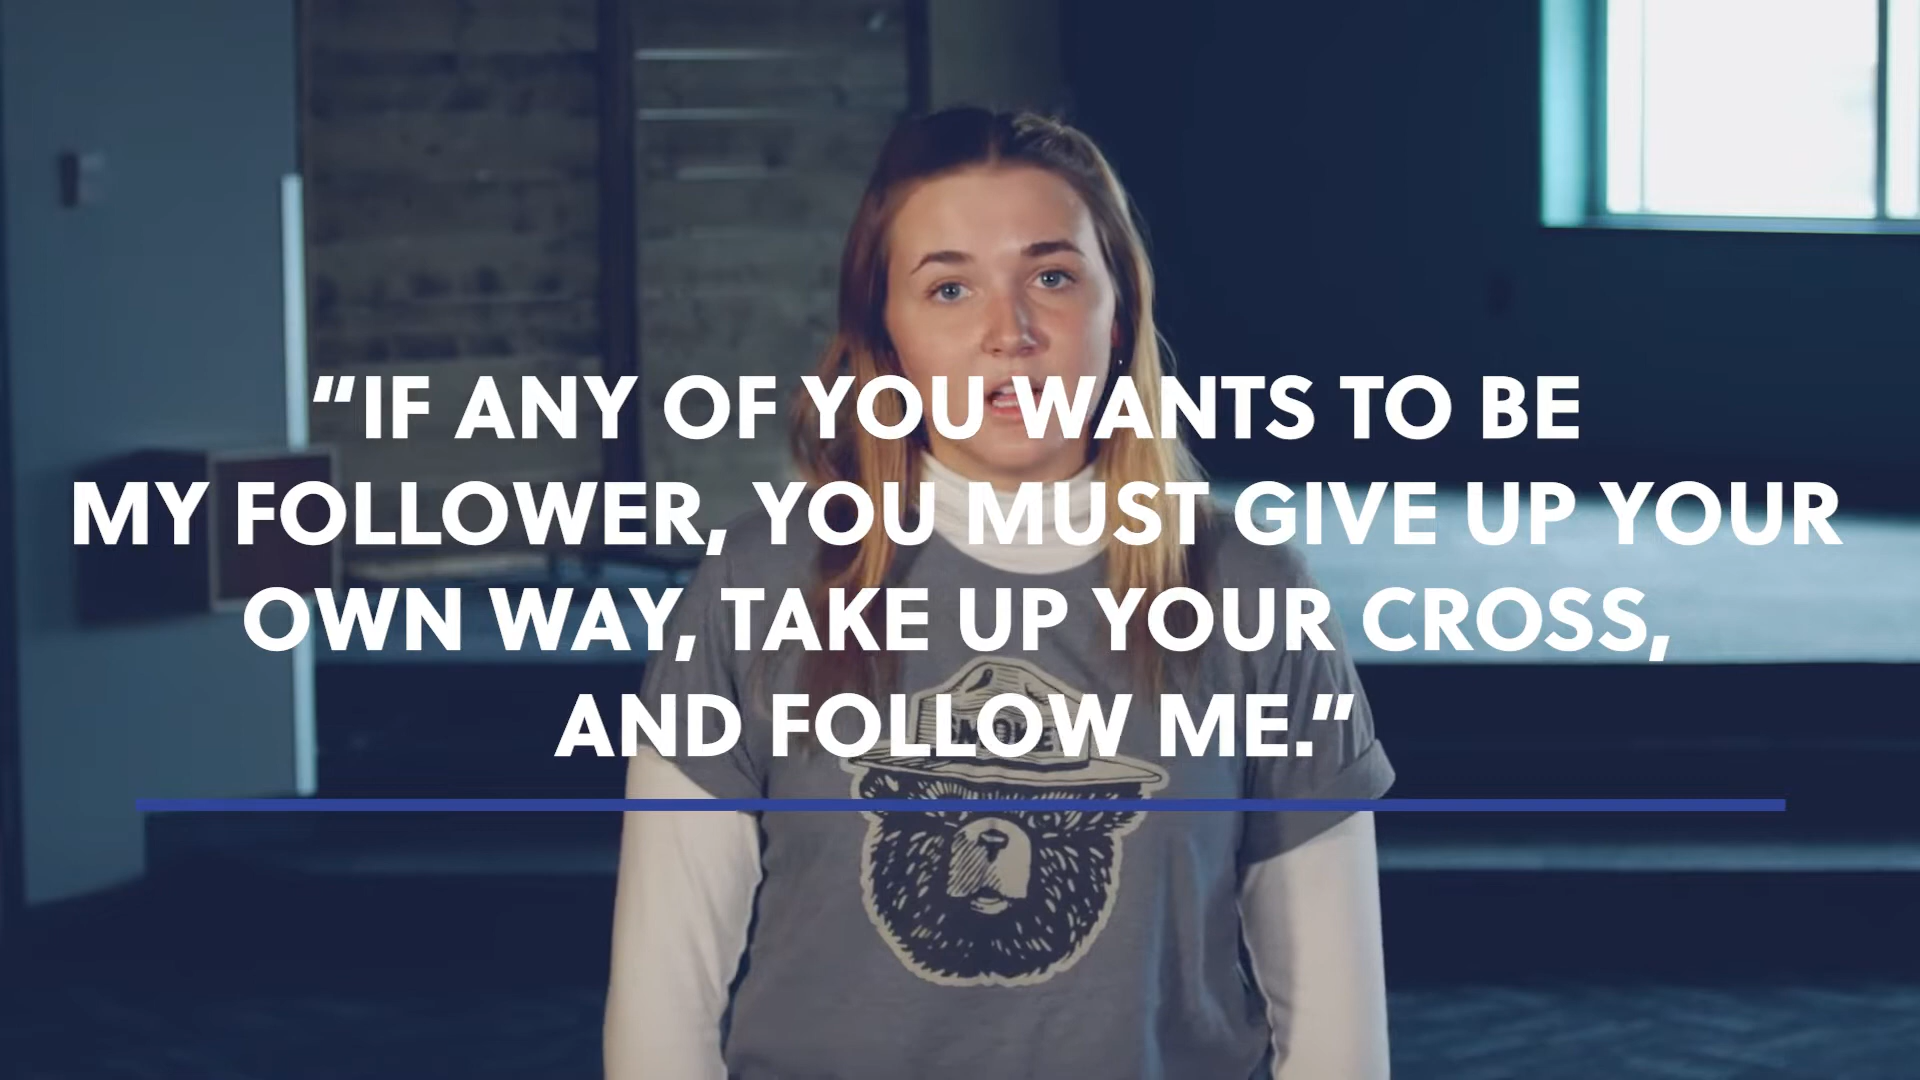 “IF ANY OF YOU WANTS TO BE
MY FOLLOWER, YOU MUST GIVE UP YOUR
OWN WAY, TAKE UP YOUR CROSS,
AND FOLLOW ME.”